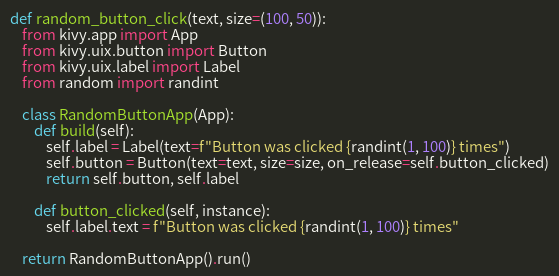 def random_button_click(text, size=(100, 50)):
    from kivy.app import App
    from kivy.uix.button import Button
    from kivy.uix.label import Label
    from random import randint

    class RandomButtonApp(App):
        def build(self):
            self.label = Label(text=f"Button was clicked {randint(1, 100)} times")
            self.button = Button(text=text, size=size, on_release=self.button_clicked)
            return self.button, self.label

        def button_clicked(self, instance):
            self.label.text = f"Button was clicked {randint(1, 100)} times"

    return RandomButtonApp().run()